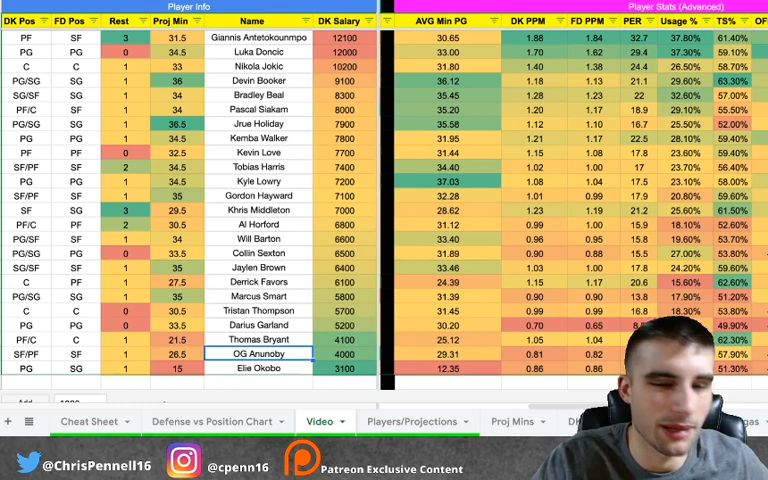 Player Info Player Stats (Advanced)
DK Pos FD Pos Rest Proj Min Name DK Salary AVG Min PG DK PPM FD PPM PER Usage % TS% OF
PF SF 3 31.5 Giannis Antetokounmpo 12100 30.65 1.88 1.84 32.7 37.80% 61.40%
PG PG 0 34.5 Luka Doncic 12000 33.00 1.70 1.62 29.4 37.30% 59.10%
C C 1 33 Nikola Jokic 10200 31.80 1.40 1.38 24.4 26.50% 58.70%
PG/SG SG 1 36 Devin Booker 9100 36.12 1.18 1.13 21.1 29.60% 63.30%
SG/SF SG 1 34 Bradley Beal 8300 35.45 1.28 1.23 22 32.60% 57.00%
PF/C SF 1 34 Pascal Siakam 8000 35.20 1.20 1.17 18.9 29.10% 55.50%
PG/SG SG 1 36.5 Jrue Holiday 7900 35.58 1.12 1.10 16.7 25.50% 52.00%
PG PG 1 34.5 Kemba Walker 7800 31.95 1.21 1.17 22.5 28.10% 59.40%
PF PF 0 32.5 Kevin Love 7700 31.44 1.15 1.08 17.8 23.60% 59.40%
SF/PF SF 2 34.5 Tobias Harris 7400 34.40 1.02 1.00 17 23.70% 56.40%
PG PG 1 34.5 Kyle Lowry 7200 37.03 1.08 1.04 17.5 23.10% 58.00%
SF/PF SF 1 35 Gordon Hayward 7100 32.28 1.01 0.99 17.9 20.80% 59.60%
SF SG 3 29.5 Khris Middleton 7000 28.62 1.23 1.19 21.2 25.60% 61.50%
PF/C PF 2 30.5 Al Horford 6800 31.12 0.99 1.00 15.9 18.10% 52.60%
PG/SF SF 1 34 Will Barton 6600 33.40 0.96 0.95 15.8 19.60% 53.70%
PG/SG SG 0 33.5 Collin Sexton 6500 31.89 0.90 0.88 15.5 27.00% 53.80%
SG/SF SG 1 35 Jaylen Brown 6400 33.46 1.03 1.00 17.8 24.20% 59.60%
C PF 1 27.5 Derrick Favors 6100 24.39 1.15 1.17 20.6 15.60% 62.60%
PG/SG SG 1 35 Marcus Smart 5800 31.39 0.90 0.90 13.8 17.90% 51.20%
C C 0 30.5 Tristan Thompson 5700 31.45 0.99 0.99 16.8 18.30% 53.80%
PG PG 0 33.5 Darius Garland 5200 30.20 0.70 0.65 49.90%
PF/C C 1 21.5 Thomas Bryant 4100 25.12 1.05 1.04 62.30%
SF/PF SF 1 26.5 OG Anunoby 4000 29.31 0.81 0.82 57.90%
PG SG 1 15 Elie Okobo 3100 12.35 0.86 0.86 51.30%
Add 1000
+ Cheat Sheet Defense vs Position Chart Video Players/Projections Proj Mins
@ChrisPennell16 @cpenn16 Patreon Exclusive Content